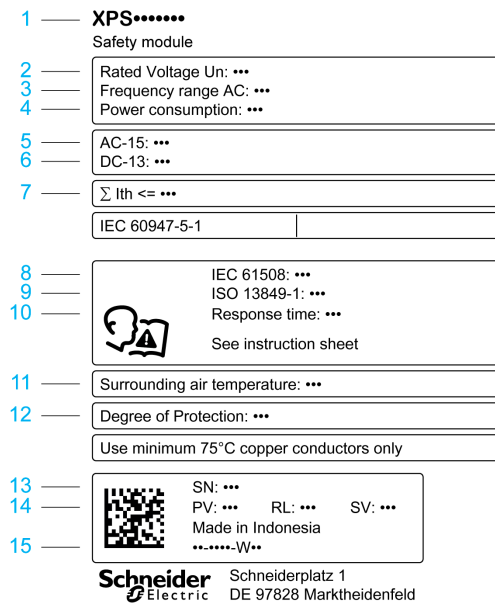 1 XPS•••••••
Safety module
2 Rated Voltage Un: •••
3 Frequency range AC: •••
4 Power consumption: •••
5 AC-15: •••
6 DC-13: •••
7 ∑ Ith <= •••
IEC 60947-5-1
8 IEC 61508: •••
9 ISO 13849-1: •••
10 Response time: •••
See instruction sheet
11 Surrounding air temperature: •••
12 Degree of Protection: •••
Use minimum 75°C copper conductors only
13 SN: •••
14 PV: ••• RL: ••• SV: •••
Made in Indonesia
15 ••-••••-W••
Schneider Electric Schneiderplatz 1
DE 97828 Marktheidenfeld